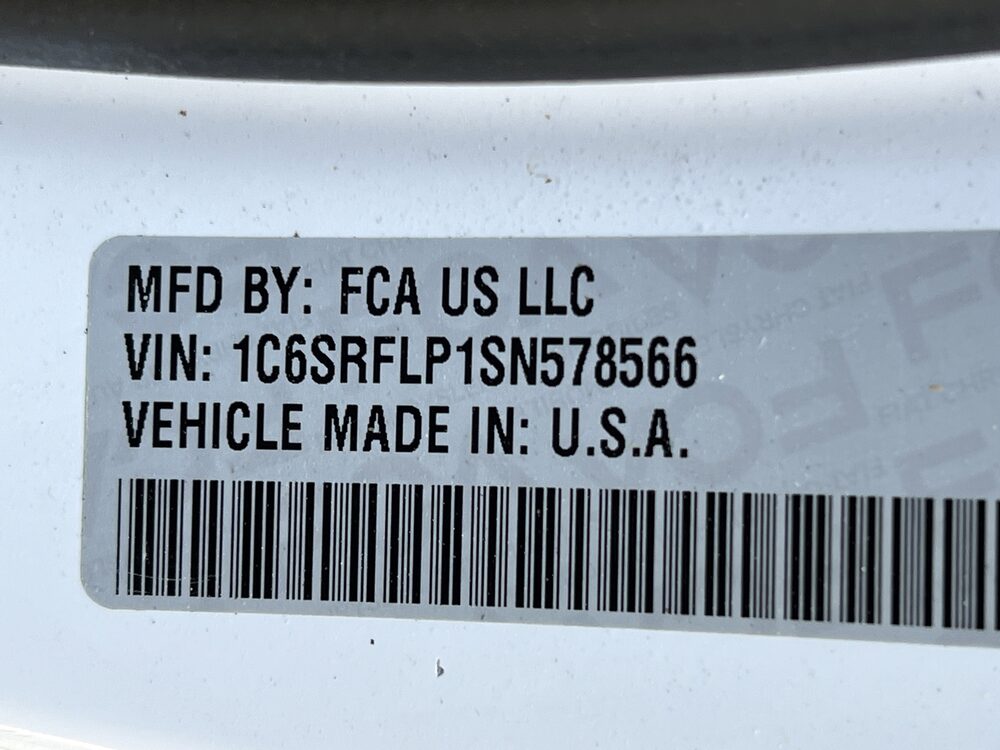 MFD BY: FCA US LLC
VIN: 1C6SRFLP1SN578566
VEHICLE MADE IN: U.S.A.